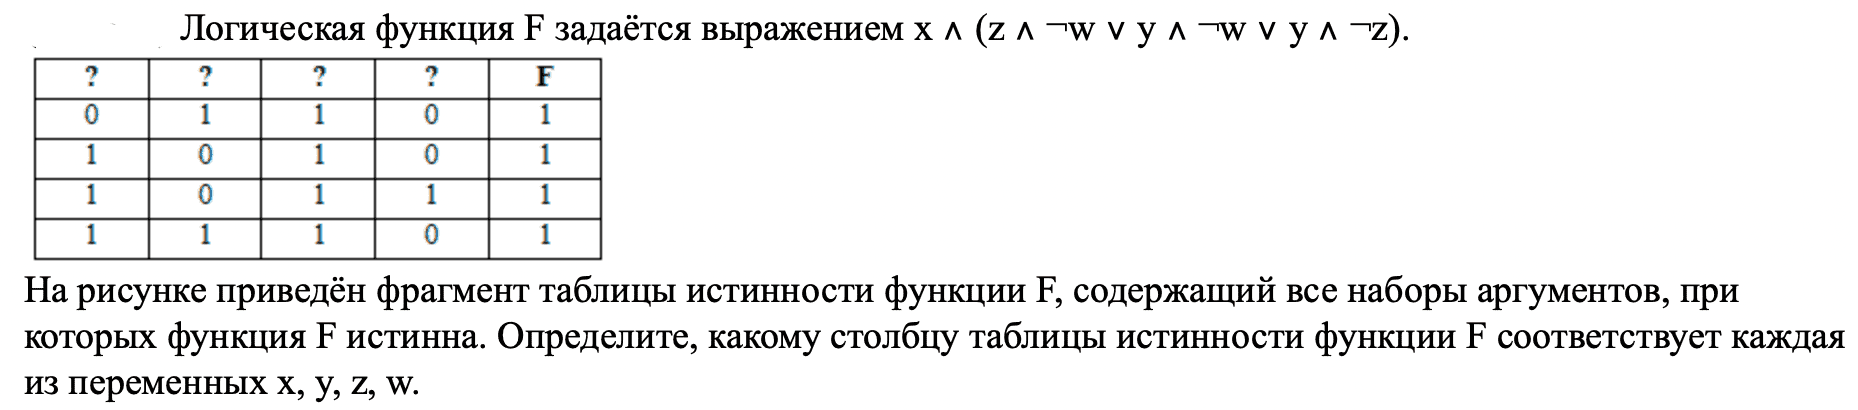 Логическая функция F задаётся выражением x ∧ (z ∧ ¬w ∨ y ∧ ¬w ∨ y ∧ ¬z).
? ? ? ? F
0 1 1 0 1
1 0 1 0 1
1 0 1 1 1
1 1 1 0 1
На рисунке приведён фрагмент таблицы истинности функции F, содержащий все наборы аргументов, при
которых функция F истинна. Определите, какому столбцу таблицы истинности функции F соответствует каждая
из переменных x, y, z, w.